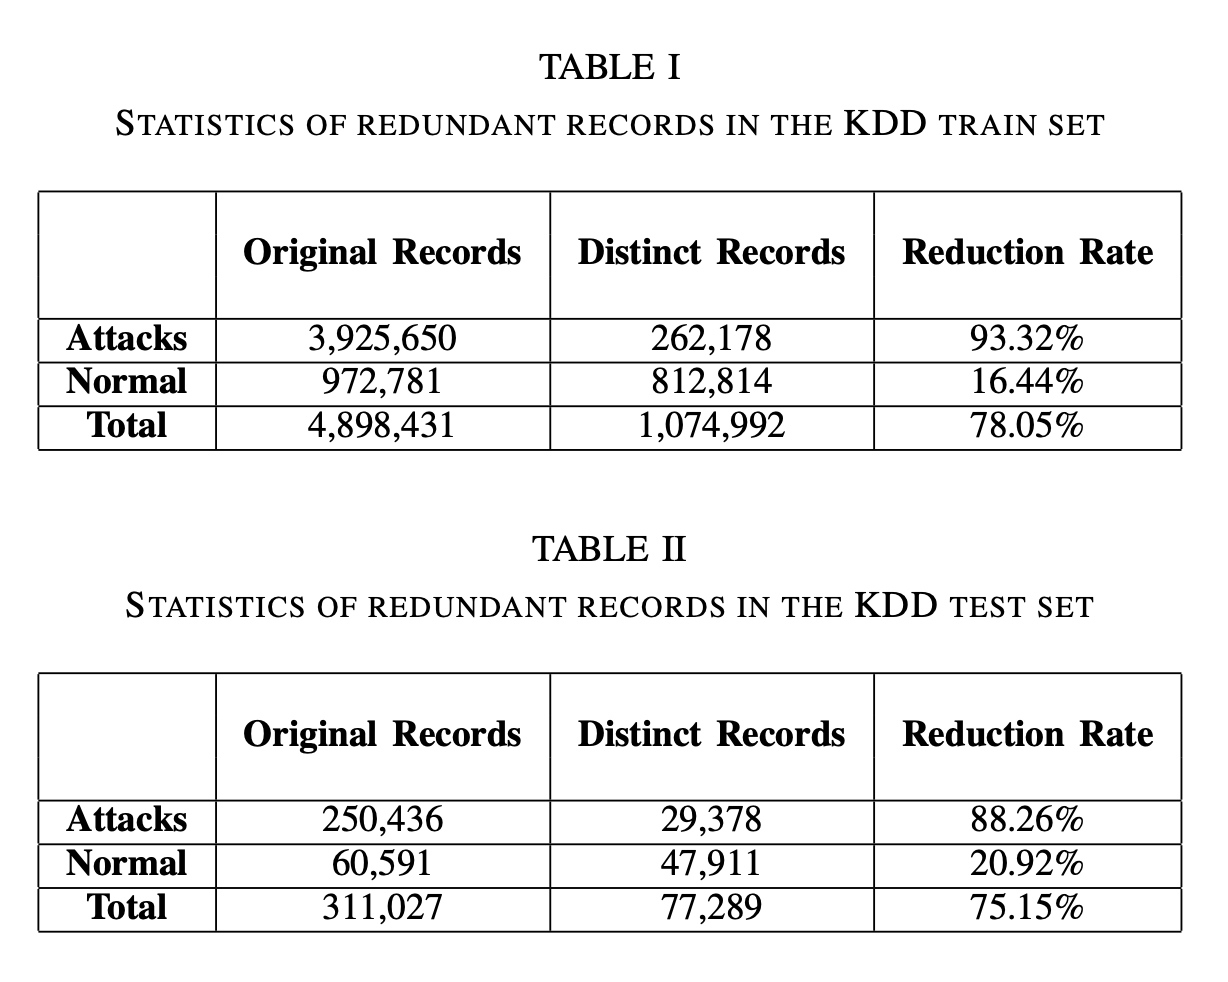 TABLE I
STATISTICS OF REDUNDANT RECORDS IN THE KDD TRAIN SET
Original Records Distinct Records Reduction Rate
Attacks 3,925,650 262,178 93.32%
Normal 972,781 812,814 16.44%
Total 4,898,431 1,074,992 78.05%
TABLE II
STATISTICS OF REDUNDANT RECORDS IN THE KDD TEST SET
Original Records Distinct Records Reduction Rate
Attacks 250,436 29,378 88.26%
Normal 60,591 47,911 20.92%
Total 311,027 77,289 75.15%